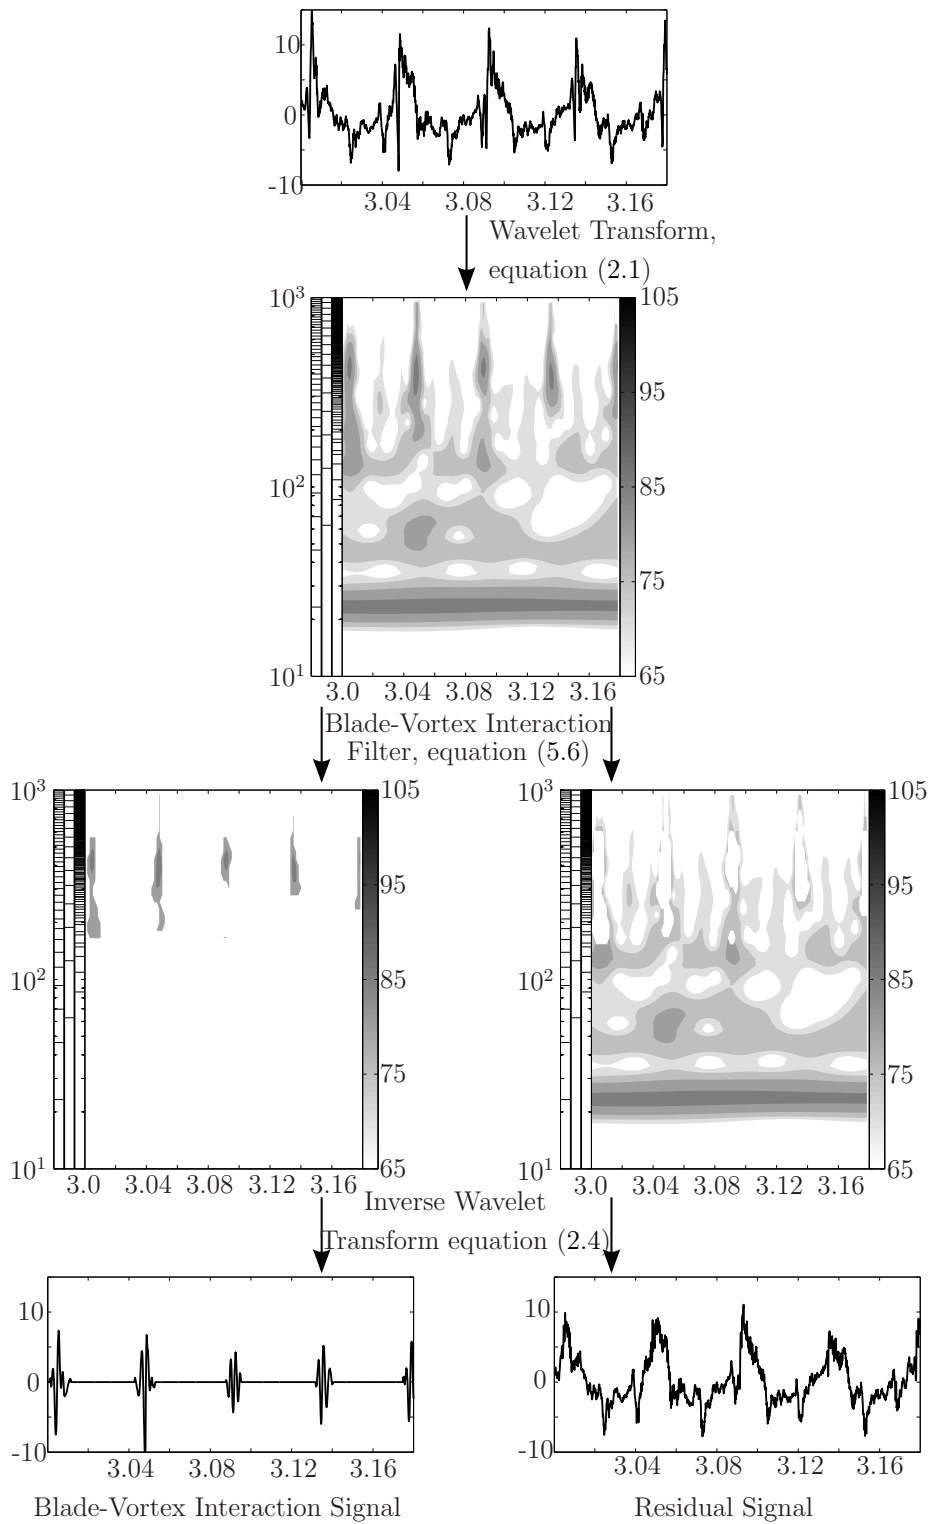 10
0
-10
3.04 3.08 3.12 3.16
Wavelet Transform,
equation (2.1)
10³ 105
95
10² 85
75
10¹ 65
3.0 3.04 3.08 3.12 3.16
Blade-Vortex Interaction
Filter, equation (5.6)
10³ 105 10³ 105
95 95
10² 85 10² 85
75 75
10¹ 65 10¹ 65
3.0 3.04 3.08 3.12 3.16 3.0 3.04 3.08 3.12 3.16
Inverse Wavelet
Transform equation (2.4)
10 10
0 0
-10 -10
3.04 3.08 3.12 3.16 3.04 3.08 3.12 3.16
Blade-Vortex Interaction Signal Residual Signal